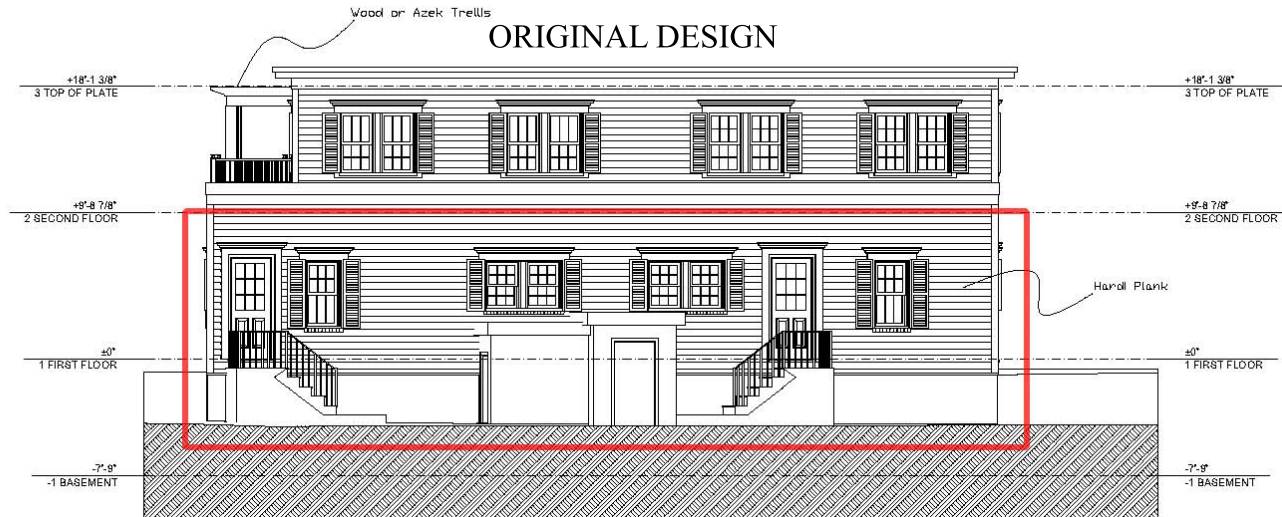 Wood or Azek Trellis
ORIGINAL DESIGN
+18'-1 3/8"
3 TOP OF PLATE
+18'-1 3/8"
3 TOP OF PLATE
+9'-8 7/8"
2 SECOND FLOOR
+9'-8 7/8"
2 SECOND FLOOR
Hardi Plank
±0"
1 FIRST FLOOR
±0"
1 FIRST FLOOR
-7'-9"
-1 BASEMENT
-7'-9"
-1 BASEMENT